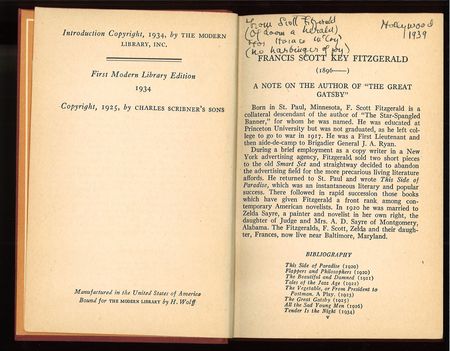 Introduction Copyright, 1934, by THE MODERN
LIBRARY, INC.
First Modern Library Edition
1934
Copyright, 1925, by CHARLES SCRIBNER'S SONS
Manufactured in the United States of America
Bound for THE MODERN LIBRARY by H. Wolff
From Scott Fitzgerald
(Of doom a herald)
For Horace McCoy
(no harbinger of joy)
Hollywood
1939
FRANCIS SCOTT KEY FITZGERALD
(1896——)
A NOTE ON THE AUTHOR OF "THE GREAT
GATSBY"
Born in St. Paul, Minnesota, F. Scott Fitzgerald is a
collateral descendant of the author of "The Star-Spangled
Banner," for whom he was named. He was educated at
Princeton University but was not graduated, as he left col-
lege to go to war in 1917. He was a First Lieutenant and
then aide-de-camp to Brigadier General J. A. Ryan.
During a brief employment as a copy writer in a New
York advertising agency, Fitzgerald sold two short pieces
to the old Smart Set and straightway decided to abandon
the advertising field for the more precarious living literature
affords. He returned to St. Paul and wrote This Side of
Paradise, which was an instantaneous literary and popular
success. There followed in rapid succession those books
which have given Fitzgerald a front rank among con-
temporary American novelists. In 1920 he was married to
Zelda Sayre, a painter and novelist in her own right, the
daughter of Judge and Mrs. A. D. Sayre of Montgomery,
Alabama. The Fitzgeralds, F. Scott, Zelda and their daugh-
ter, Frances, now live near Baltimore, Maryland.
BIBLIOGRAPHY
This Side of Paradise (1920)
Flappers and Philosophers (1920)
The Beautiful and Damned (1922)
Tales of the Jazz Age (1922)
The Vegetable, or From President to
Postman. A Play. (1923)
The Great Gatsby (1925)
All the Sad Young Men (1926)
Tender Is the Night (1934)
v